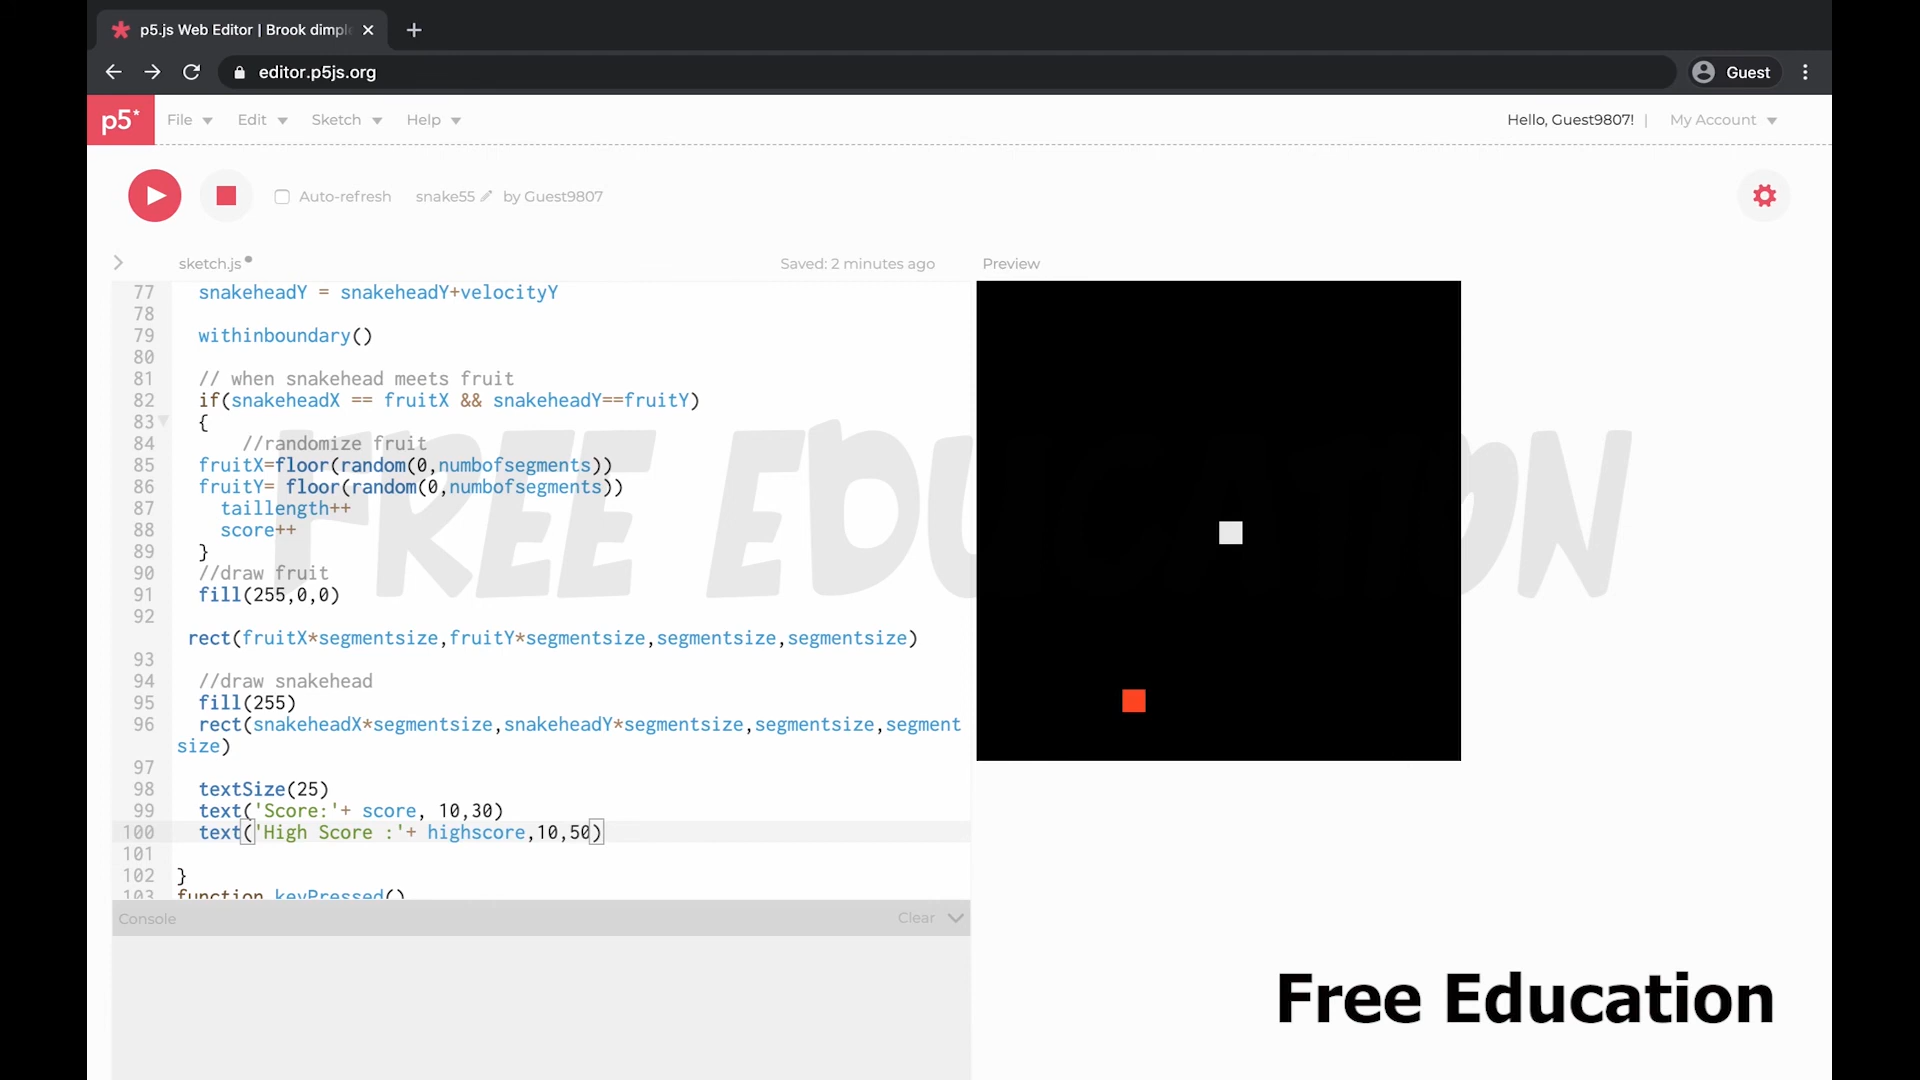 p5.js Web Editor | Brook dimpl
editor.p5js.org
Guest
p5*
File
Edit
Sketch
Help
Hello, Guest9807! |
My Account
Auto-refresh
snake55
by Guest9807
sketch.js
Saved: 2 minutes ago
Preview
77 snakeheadY = snakeheadY+velocityY
78
79 withinboundary()
80
81 // when snakehead meets fruit
82 if(snakeheadX == fruitX && snakeheadY==fruitY)
83 {
84 //randomize fruit
85 fruitX=floor(random(0,numbofsegments))
86 fruitY= floor(random(0,numbofsegments))
87 taillength++
88 score++
89 }
90 //draw fruit
91 fill(255,0,0)
92
rect(fruitX*segmentsize,fruitY*segmentsize,segmentsize,segmentsize)
93
94 //draw snakehead
95 fill(255)
96 rect(snakeheadX*segmentsize,snakeheadY*segmentsize,segmentsize,segment
size)
97
98 textSize(25)
99 text('Score:'+ score, 10,30)
100 text('High Score :'+ highscore,10,50)
101
102 }
103 function keyPressed()
Console
Clear
FREE EDUCATION
Free Education